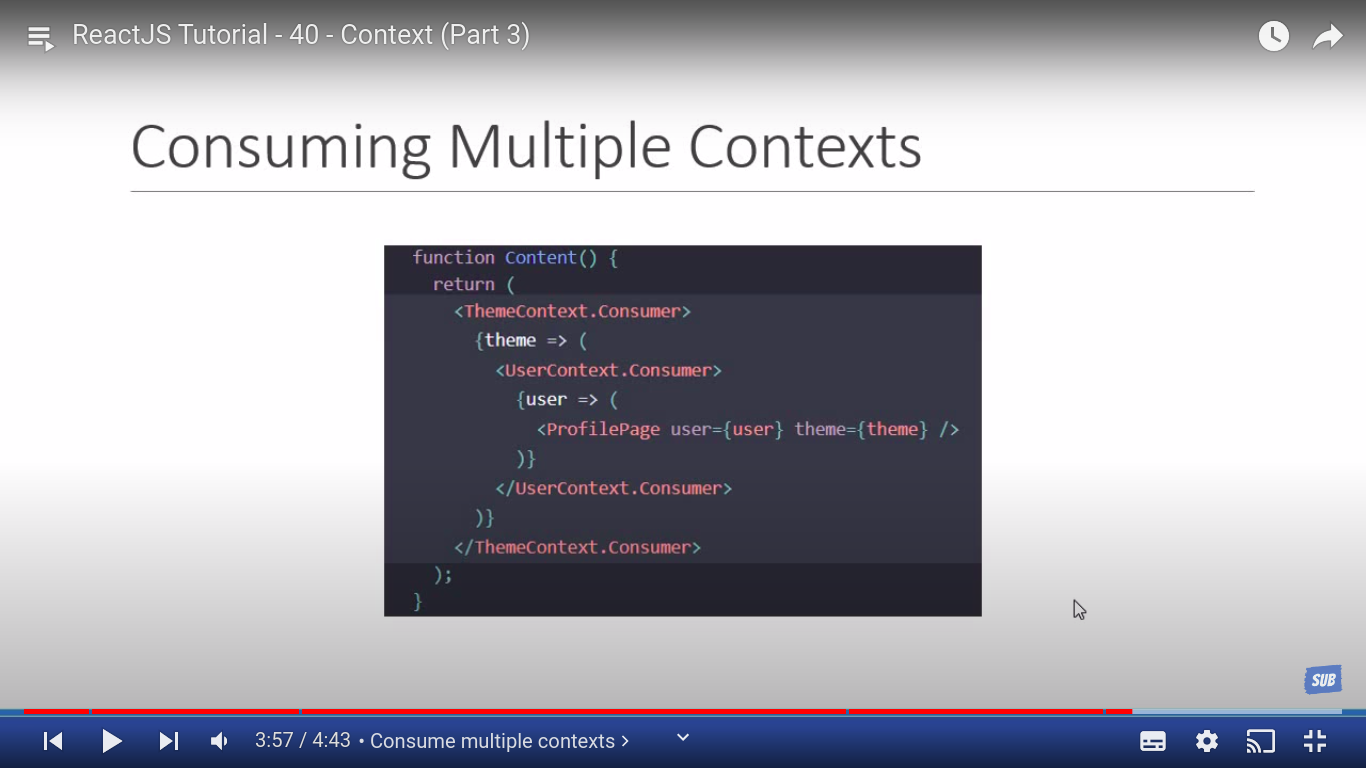 ReactJS Tutorial - 40 - Context (Part 3)
Consuming Multiple Contexts
function Content() {
return (
<ThemeContext.Consumer>
{theme => (
<UserContext.Consumer>
{user => (
<ProfilePage user={user} theme={theme} />
)}
</UserContext.Consumer>
)}
</ThemeContext.Consumer>
);
}
SUB
3:57 / 4:43 • Consume multiple contexts >